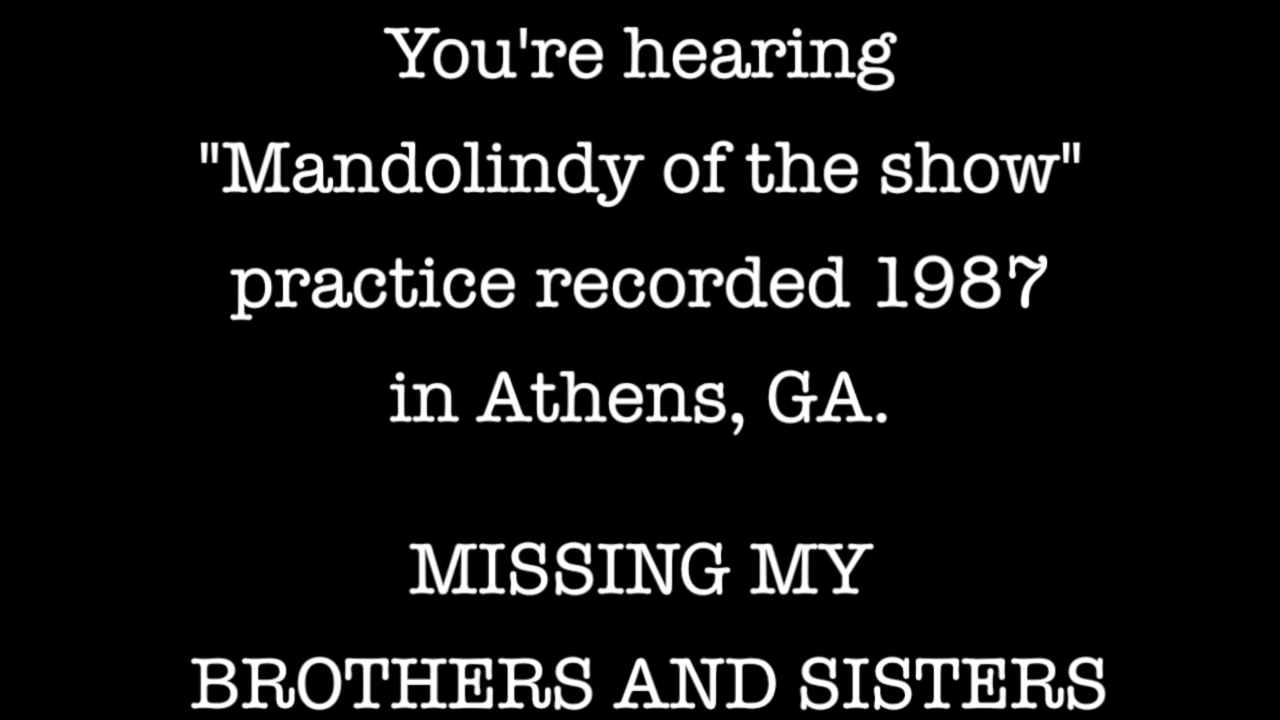 You're hearing
"Mandolindy of the show"
practice recorded 1987
in Athens, GA.
MISSING MY
BROTHERS AND SISTERS